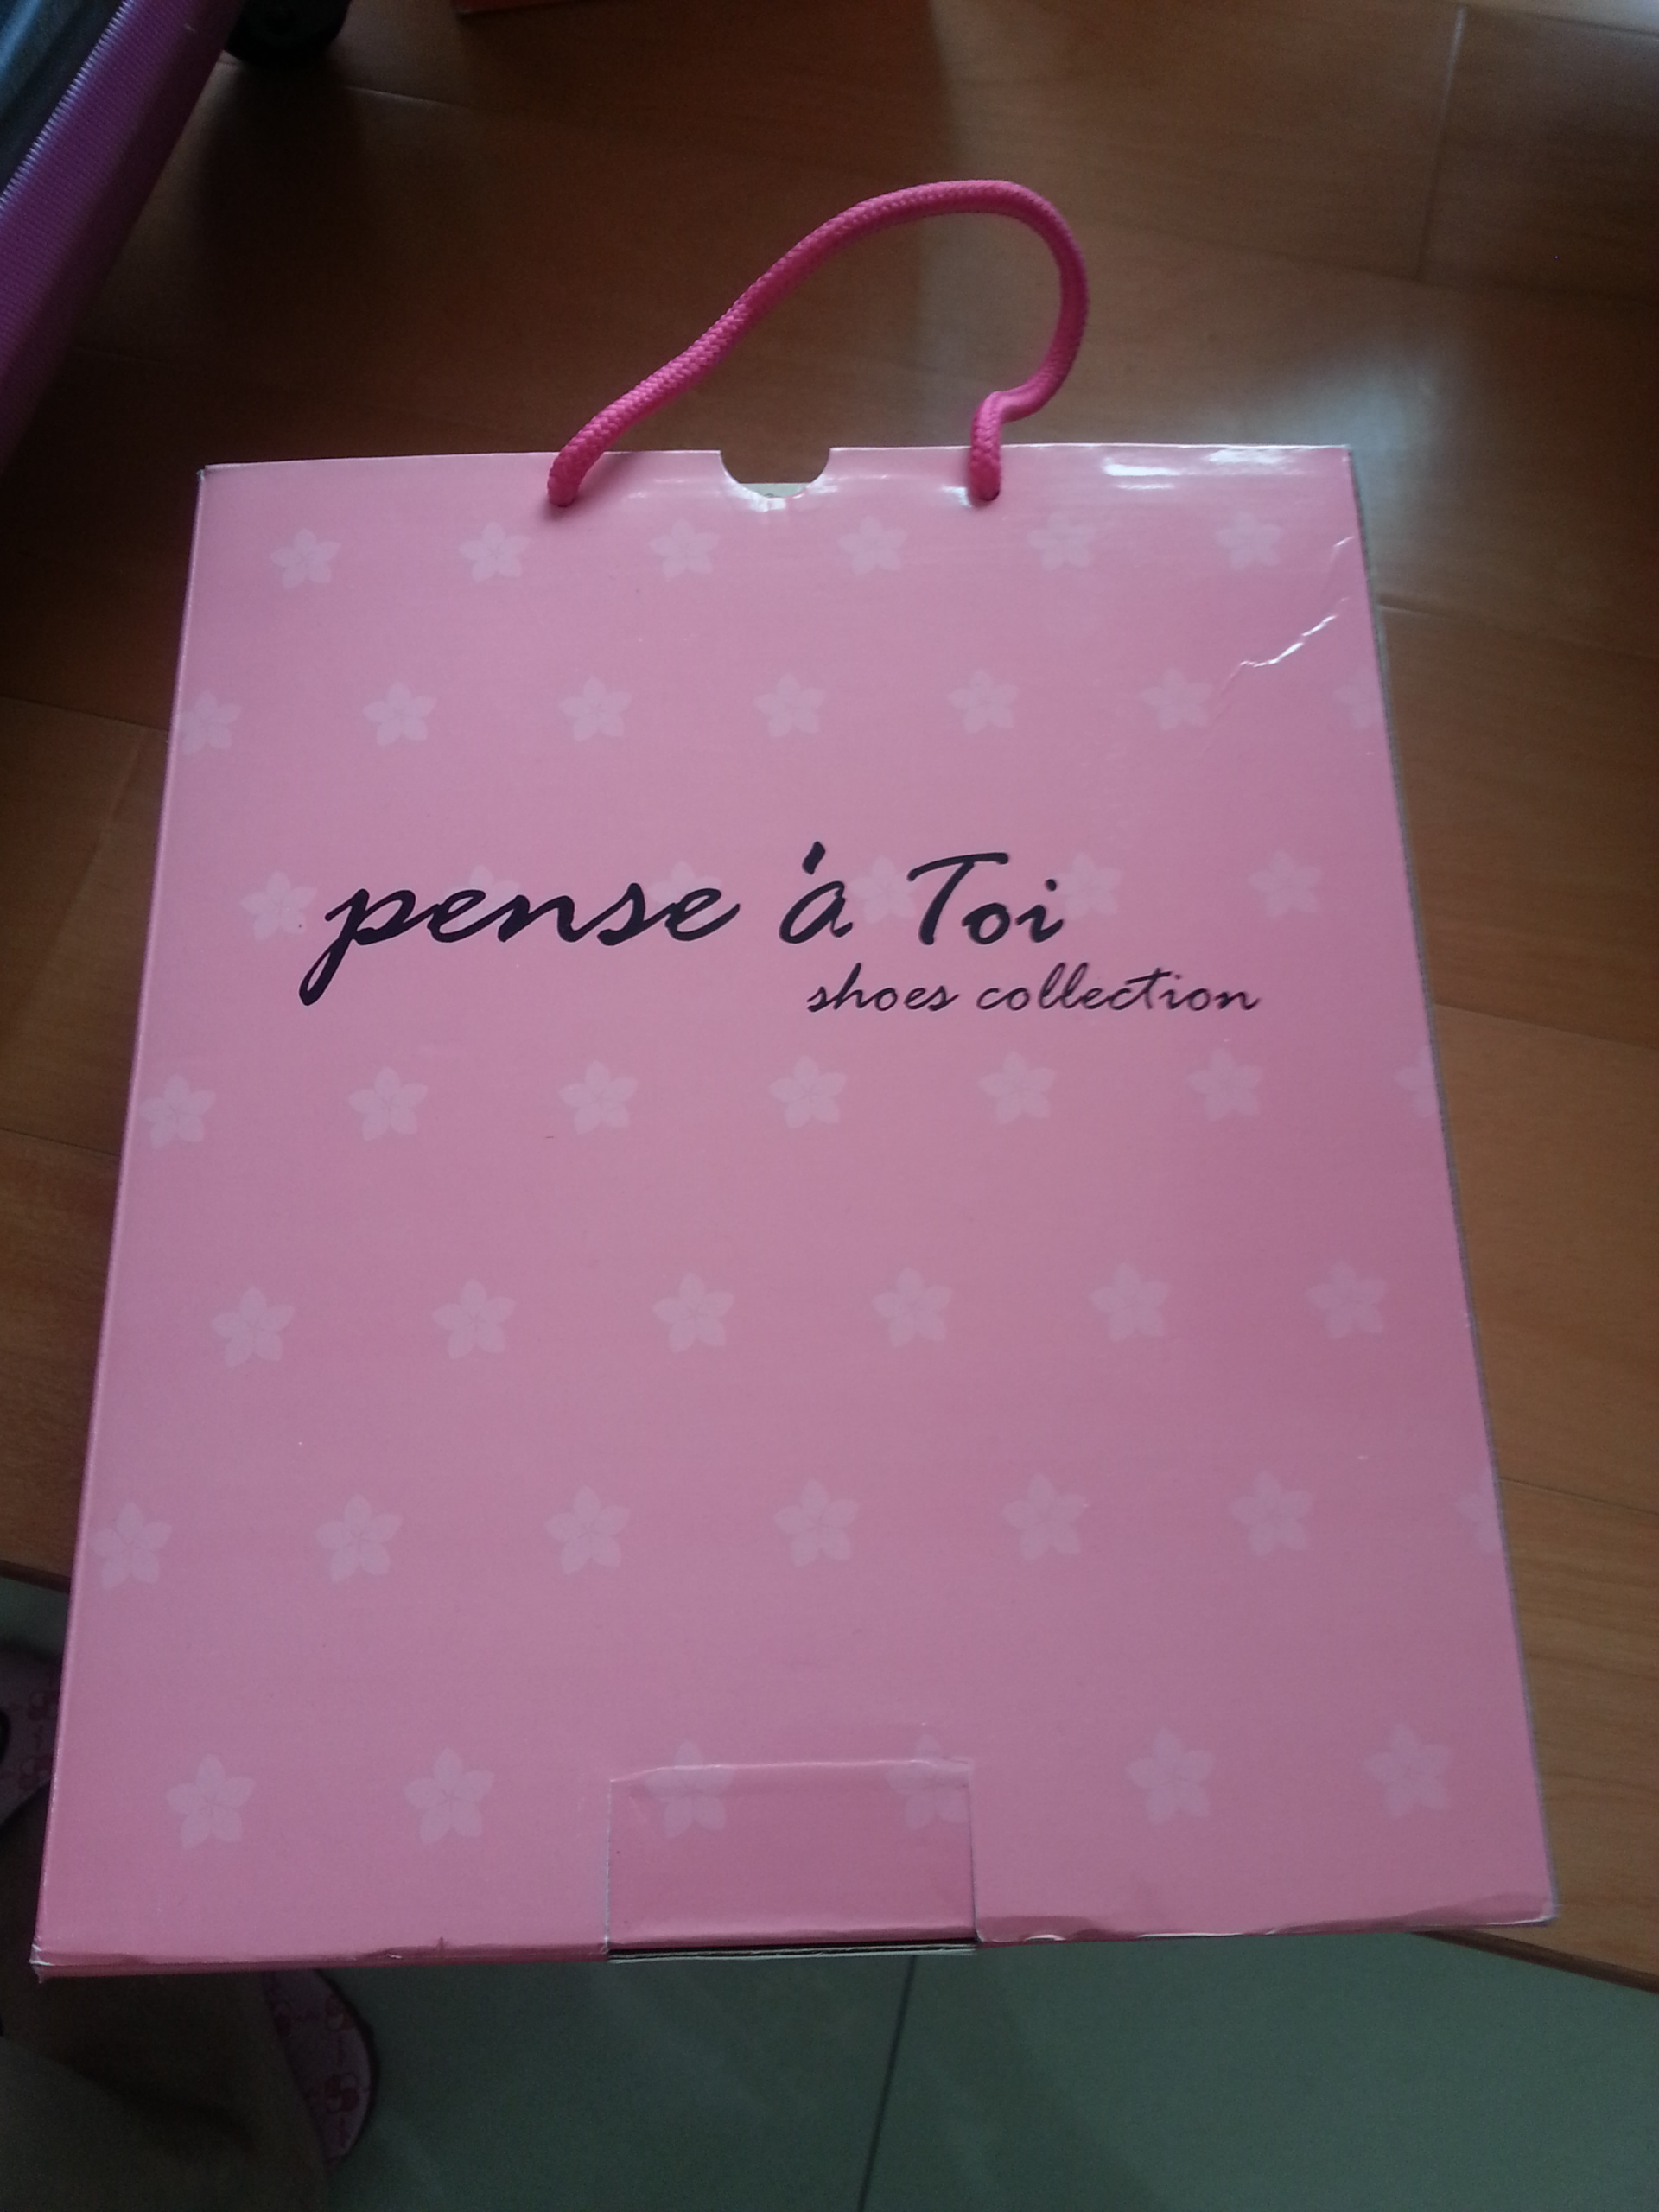 pense à Toi
shoes collection